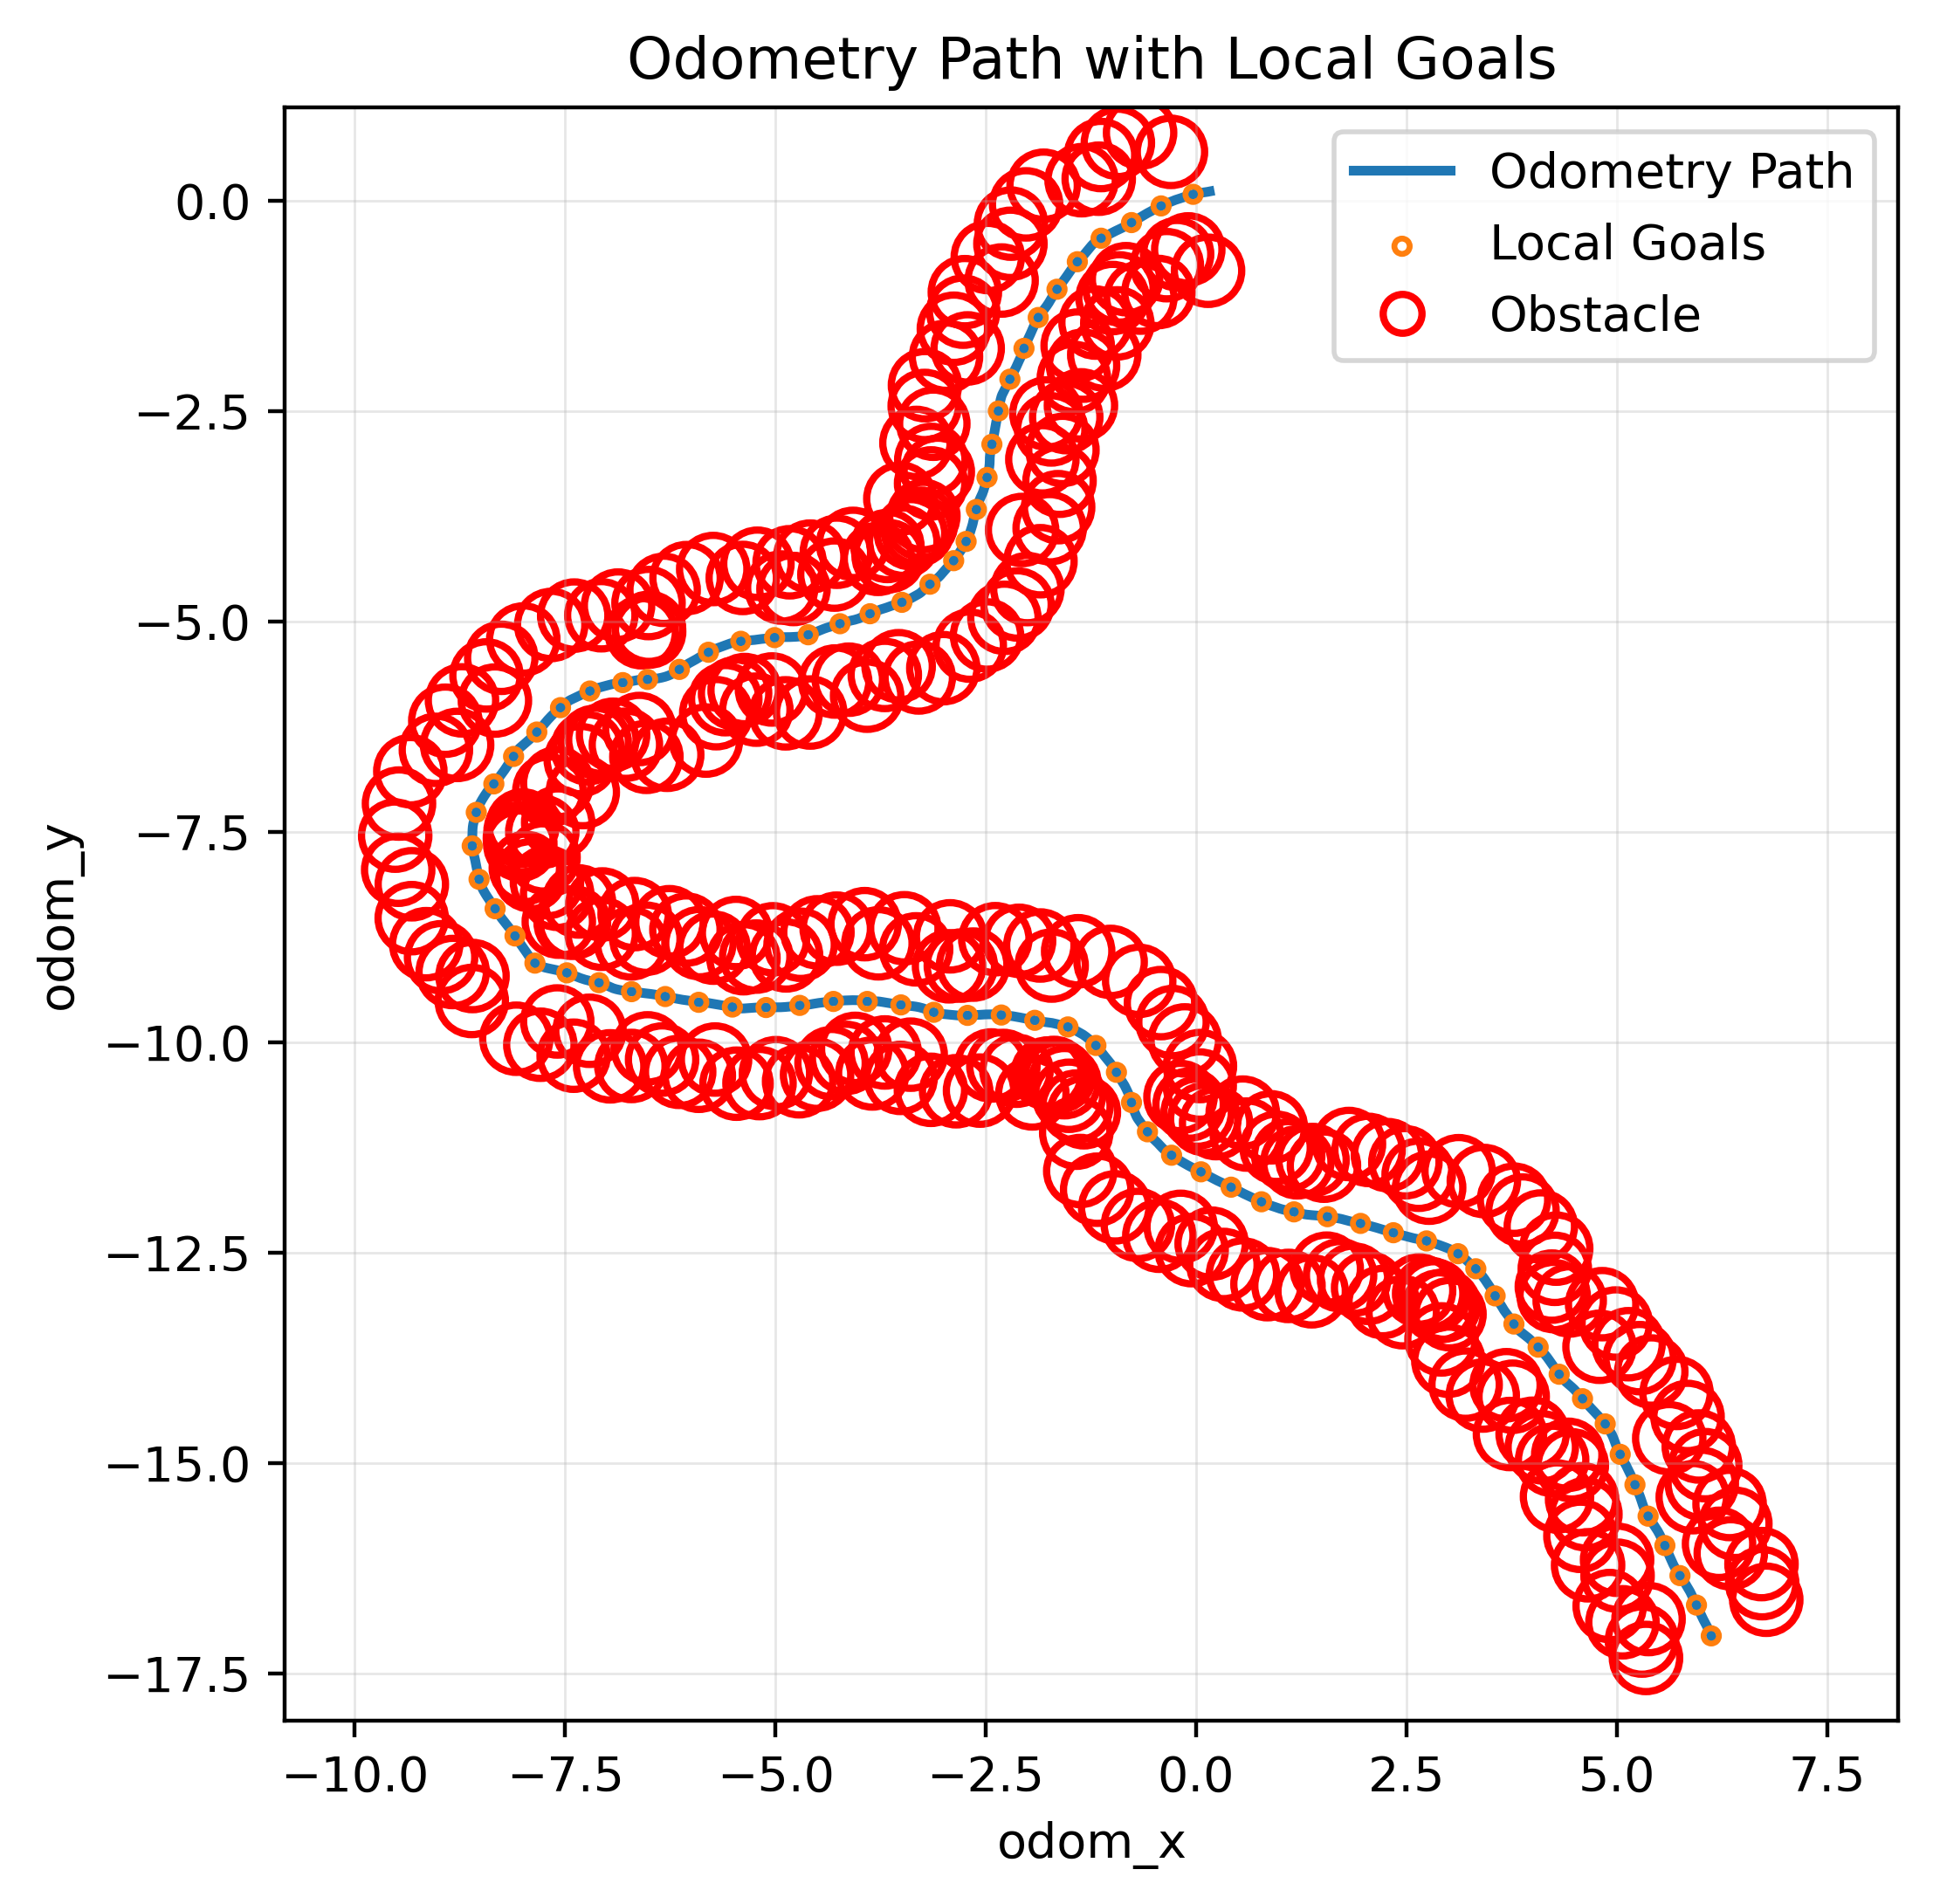 Odometry Path with Local Goals
Odometry Path
Local Goals
Obstacle
odom_y
0.0
−2.5
−5.0
−7.5
−10.0
−12.5
−15.0
−17.5
−10.0 −7.5 −5.0 −2.5 0.0 2.5 5.0 7.5
odom_x